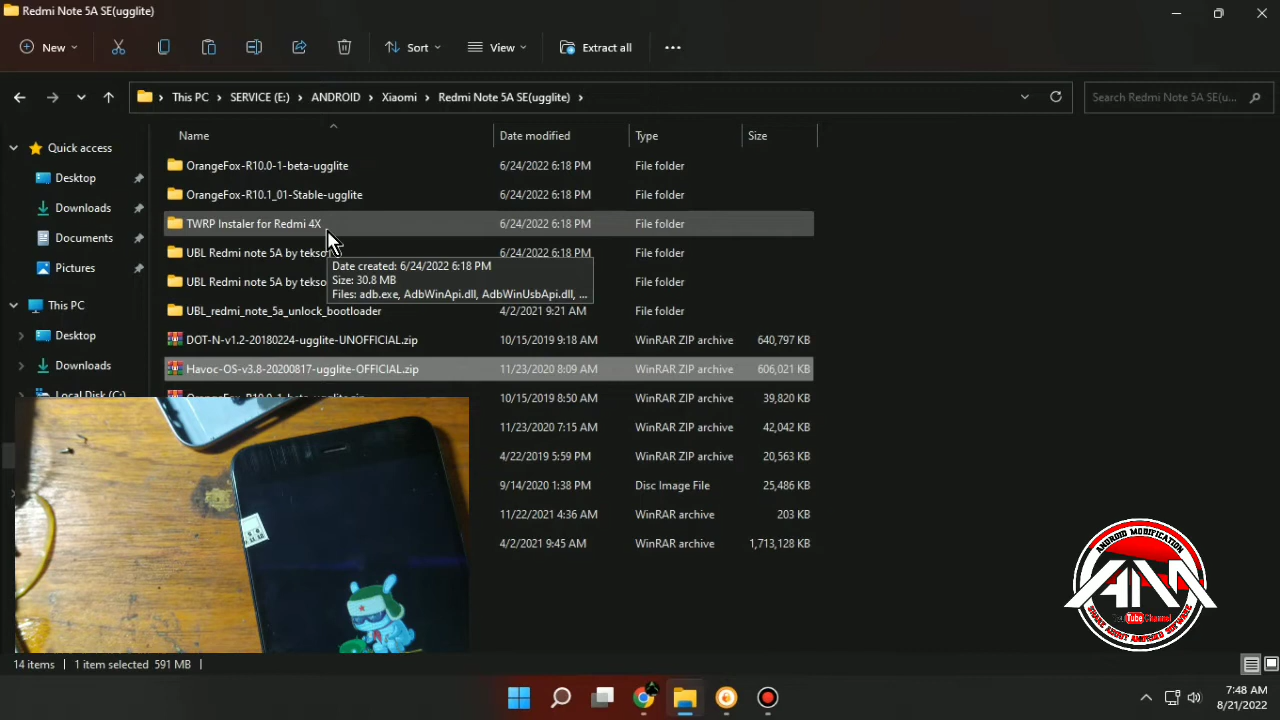 Redmi Note 5A SE(ugglite)
New
Sort
View
Extract all
This PC > SERVICE (E:) > ANDROID > Xiaomi > Redmi Note 5A SE(ugglite) >
Search Redmi Note 5A SE(u...
Name Date modified Type Size
Quick access
Desktop
Downloads
Documents
Pictures
This PC
Desktop
Downloads
Local Disk (C:)
OrangeFox-R10.0-1-beta-ugglite 6/24/2022 6:18 PM File folder
OrangeFox-R10.1_01-Stable-ugglite 6/24/2022 6:18 PM File folder
TWRP Instaler for Redmi 4X 6/24/2022 6:18 PM File folder
UBL Redmi note 5A by tekso 6/24/2022 6:18 PM File folder
UBL Redmi note 5A by tekso File folder
Date created: 6/24/2022 6:18 PM
Size: 30.8 MB
Files: adb.exe, AdbWinApi.dll, AdbWinUsbApi.dll, ...
UBL_redmi_note_5a_unlock_bootloader 4/2/2021 9:21 AM File folder
DOT-N-v1.2-20180224-ugglite-UNOFFICIAL.zip 10/15/2019 9:18 AM WinRAR ZIP archive 640,797 KB
Havoc-OS-v3.8-20200817-ugglite-OFFICIAL.zip 11/23/2020 8:09 AM WinRAR ZIP archive 606,021 KB
10/15/2019 8:50 AM WinRAR ZIP archive 39,820 KB
11/23/2020 7:15 AM WinRAR ZIP archive 42,042 KB
4/22/2019 5:59 PM WinRAR ZIP archive 20,563 KB
9/14/2020 1:38 PM Disc Image File 25,486 KB
11/22/2021 4:36 AM WinRAR archive 203 KB
4/2/2021 9:45 AM WinRAR archive 1,713,128 KB
ANDROID MODIFICATION
YouTube Channel
SHARE ABOUT ANDROID SOFTWARE
14 items 1 item selected 591 MB
7:48 AM
8/21/2022